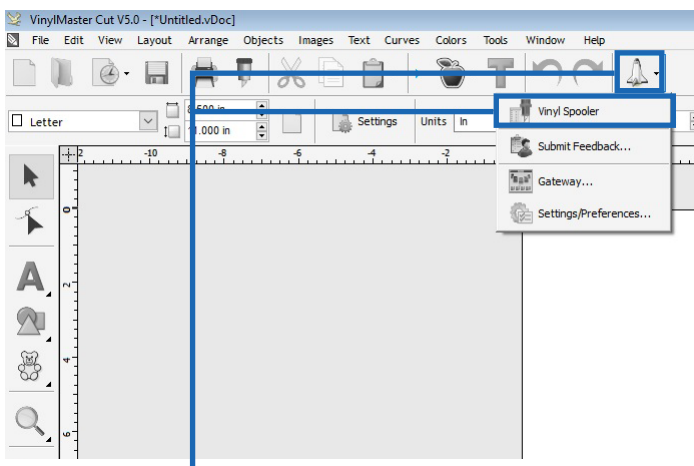 VinylMaster Cut V5.0 - [*Untitled.vDoc]
File Edit View Layout Arrange Objects Images Text Curves Colors Tools Window Help
Letter
Settings
Units In
Vinyl Spooler
Submit Feedback...
Gateway...
Settings/Preferences...
2 -10 -8 -6 -4 -2
0
2
4
6